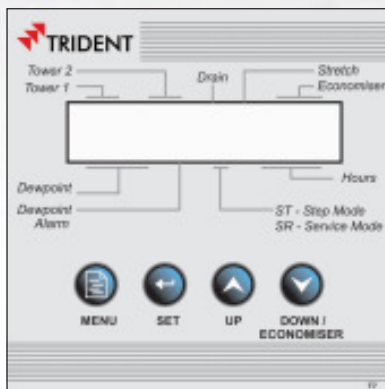 TRIDENT
Tower 2
Tower 1
Drain
Stretch
Economiser
Dewpoint
Dewpoint
Alarm
Hours
ST - Step Mode
SR - Service Mode
MENU
SET
UP
DOWN /
ECONOMISER